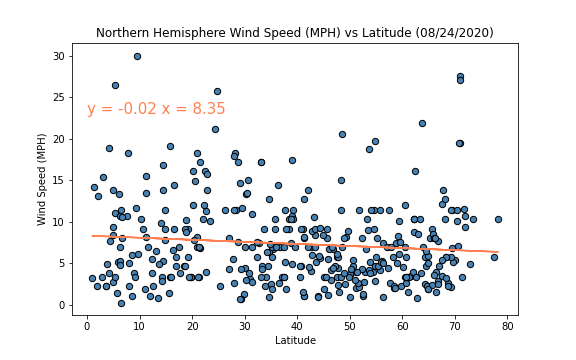 Northern Hemisphere Wind Speed (MPH) vs Latitude (08/24/2020)
30
25
20
15
10
5
0
Wind Speed (MPH)
y = -0.02 x = 8.35
0 10 20 30 40 50 60 70 80
Latitude